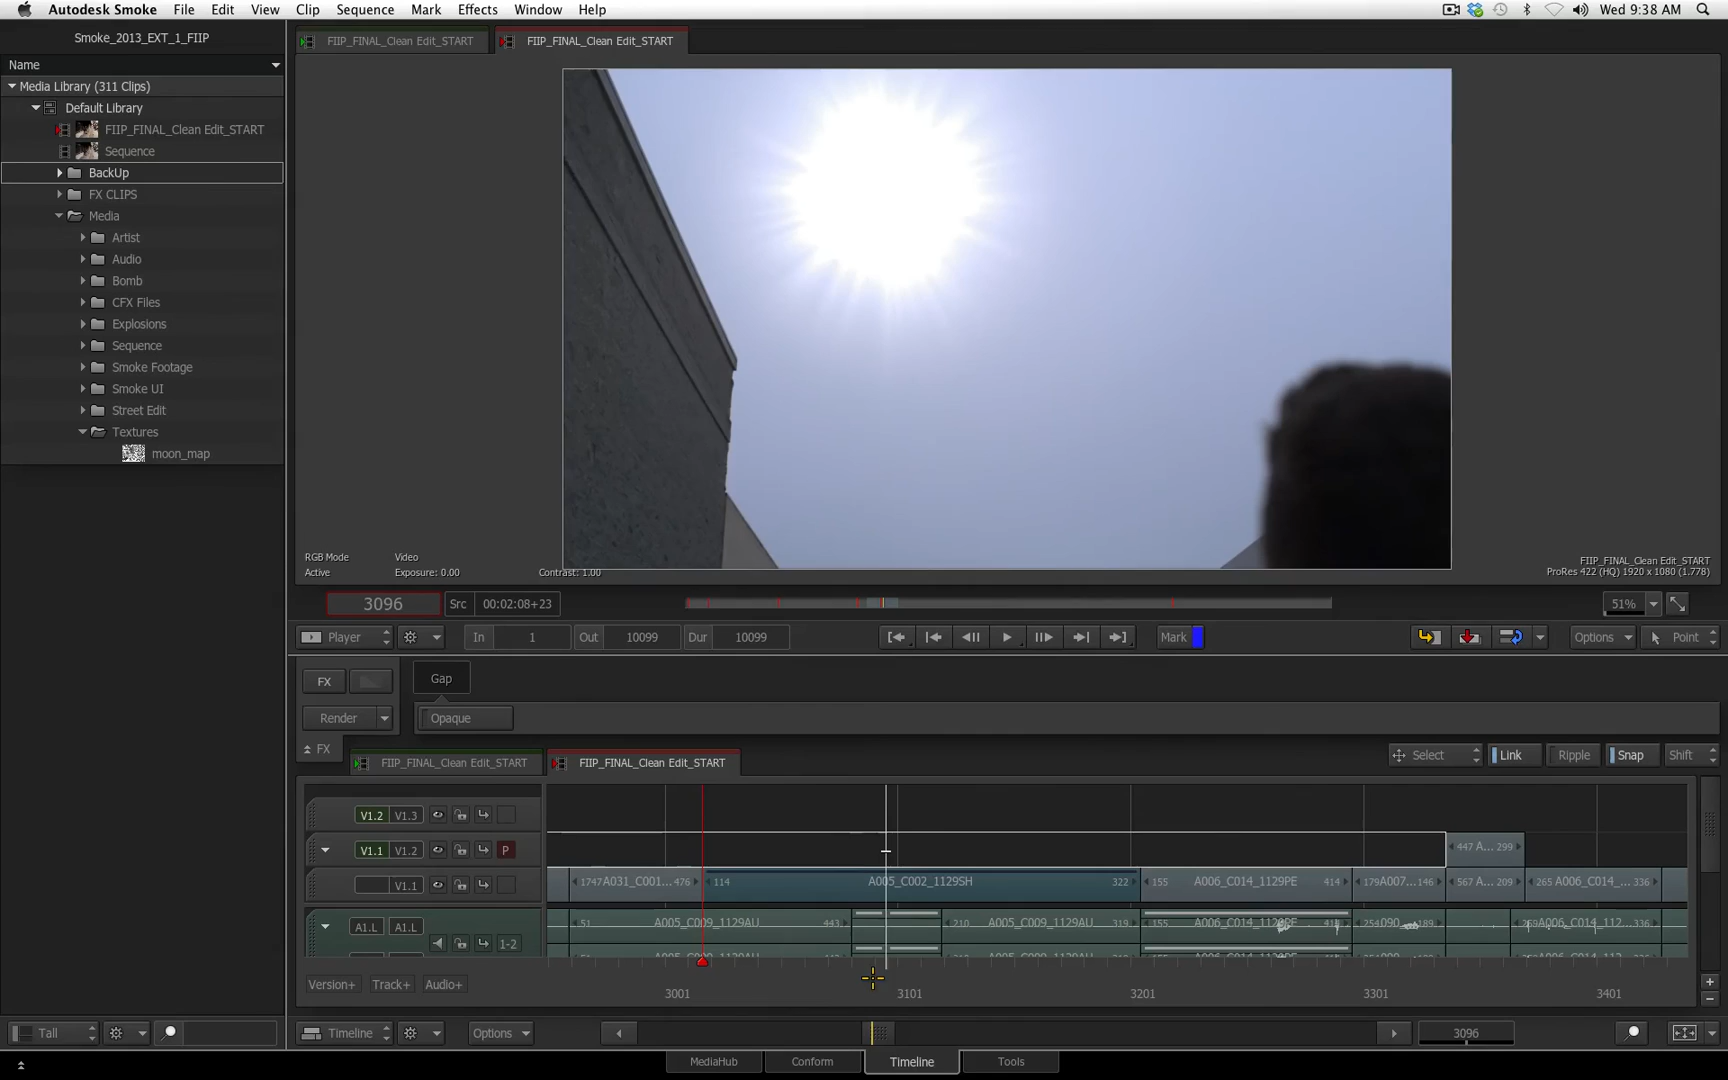 Autodesk Smoke File Edit View Clip Sequence Mark Effects Window Help Wed 9:38 AM
Smoke_2013_EXT_1_FIIP
FIIP_FINAL_Clean Edit_START FIIP_FINAL_Clean Edit_START
Name
Media Library (311 Clips)
Default Library
FIIP_FINAL_Clean Edit_START
Sequence
BackUp
FX CLIPS
Media
Artist
Audio
Bomb
CFX Files
Explosions
Sequence
Smoke Footage
Smoke UI
Street Edit
Textures
moon_map
RGB Mode Video
Active Exposure: 0.00 Contrast: 1.00
FIIP_FINAL_Clean Edit_START
ProRes 422 (HQ) 1920 x 1080 (1.778)
3096 Src 00:02:08+23 51%
Player In 1 Out 10099 Dur 10099 Mark Options Point
FX Gap
Render Opaque
FX FIIP_FINAL_Clean Edit_START FIIP_FINAL_Clean Edit_START Select Link Ripple Snap Shift
V1.2 V1.3
V1.1 V1.2 P 447 A... 299
V1.1 1747A031_C001... 476 114 A005_C002_1129SH 322 155 A006_C014_1129PE 414 179A007... 146 567 A... 209 265 A006_C014_... 336
A1.L A1.L 51 A005_C009_1129AU 443 210 A005_C009_1129AU 319 155 A006_C014_1129PE 254090... 189 A006_C014_112... 336
1-2
Version+ Track+ Audio+ 3001 3101 3201 3301 3401
Tall Timeline Options 3096
MediaHub Conform Timeline Tools